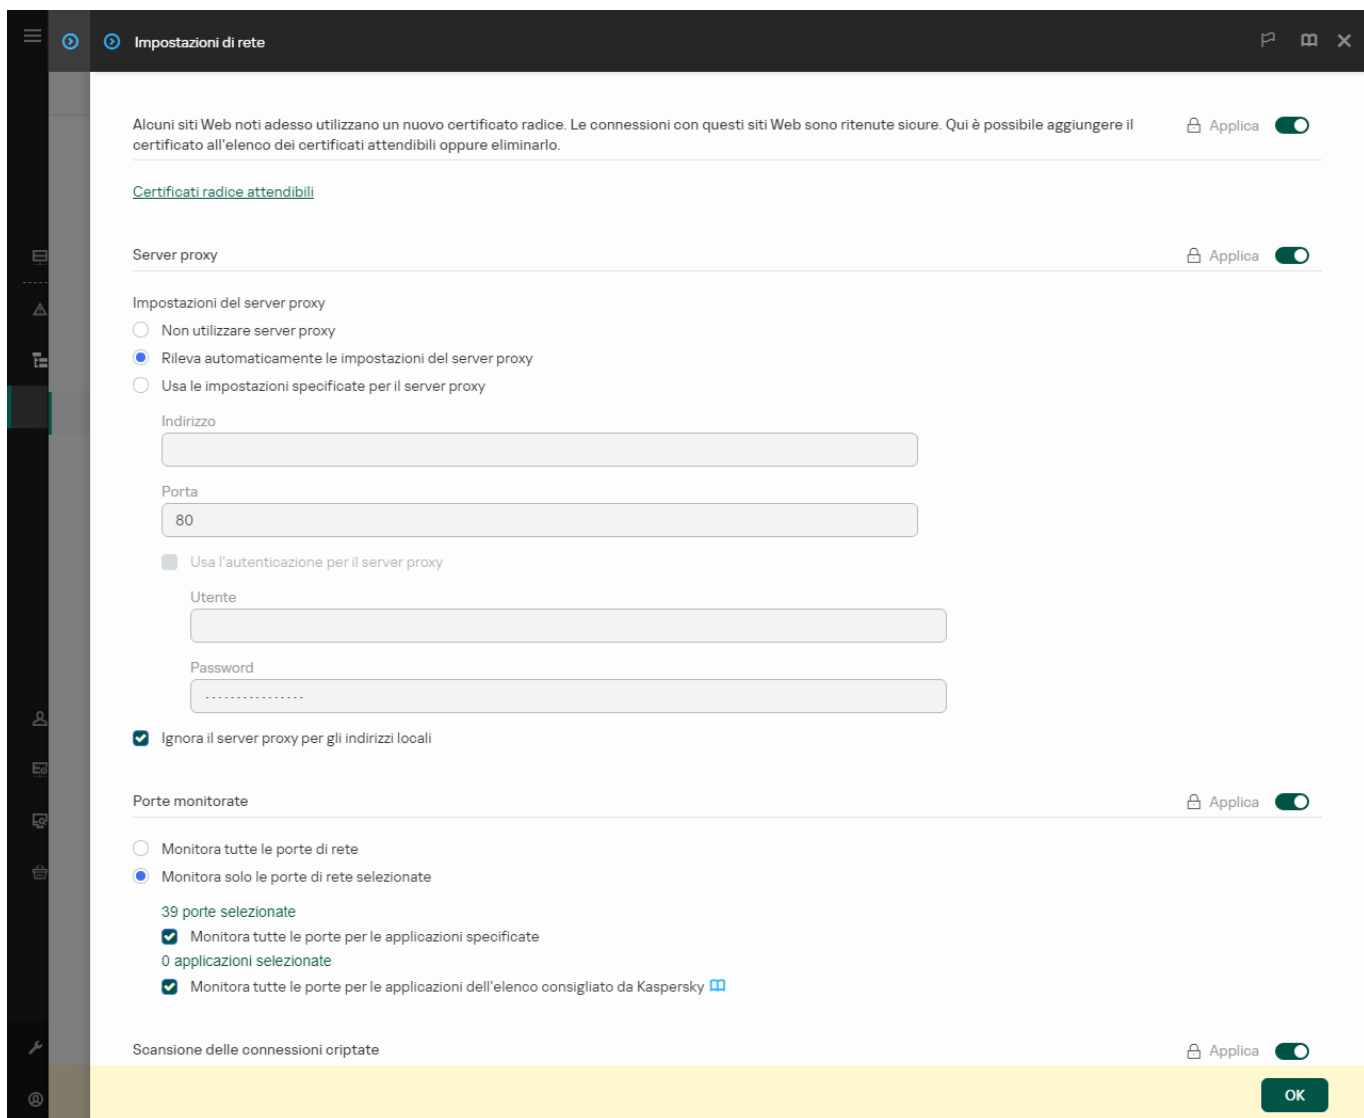 Impostazioni di rete
Alcuni siti Web noti adesso utilizzano un nuovo certificato radice. Le connessioni con questi siti Web sono ritenute sicure. Qui è possibile aggiungere il
certificato all'elenco dei certificati attendibili oppure eliminarlo.
Applica
Certificati radice attendibili
Server proxy
Applica
Impostazioni del server proxy
Non utilizzare server proxy
Rileva automaticamente le impostazioni del server proxy
Usa le impostazioni specificate per il server proxy
Indirizzo
Porta
80
Usa l'autenticazione per il server proxy
Utente
Password
Ignora il server proxy per gli indirizzi locali
Porte monitorate
Applica
Monitora tutte le porte di rete
Monitora solo le porte di rete selezionate
39 porte selezionate
Monitora tutte le porte per le applicazioni specificate
0 applicazioni selezionate
Monitora tutte le porte per le applicazioni dell'elenco consigliato da Kaspersky
Scansione delle connessioni criptate
Applica
OK